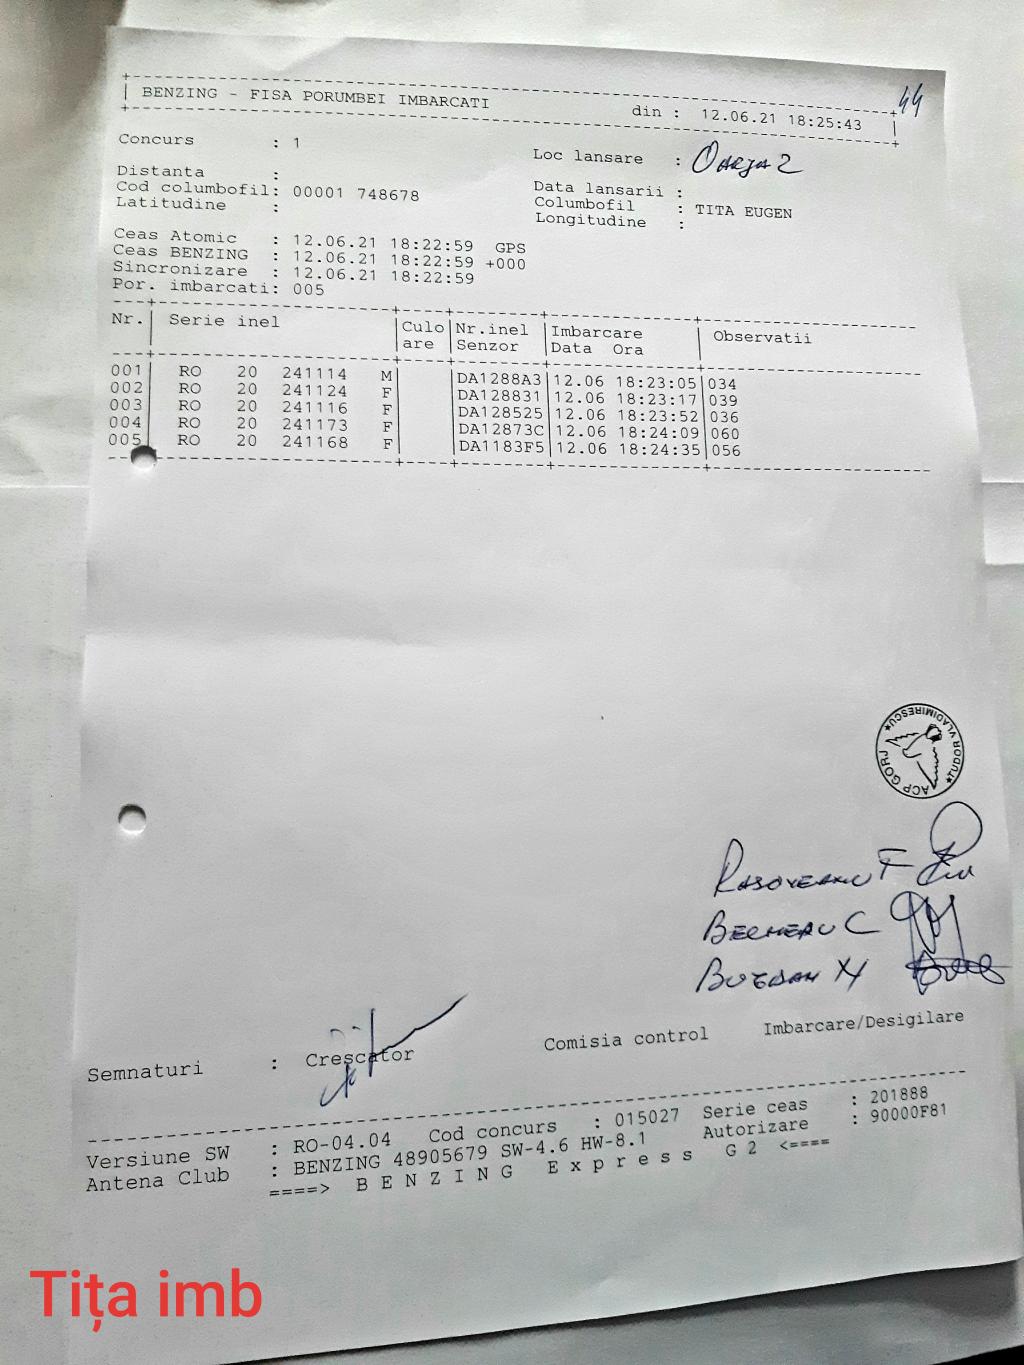 44
BENZING - FISA PORUMBEI IMBARCATI din : 12.06.21 18:25:43
Concurs : 1 Loc lansare : Oarja 2
Distanta : Data lansarii :
Cod columbofil: 00001 748678 Columbofil : TITA EUGEN
Latitudine : Longitudine :
Ceas Atomic : 12.06.21 18:22:59 GPS
Ceas BENZING : 12.06.21 18:22:59 +000
Sincronizare : 12.06.21 18:22:59
Por. imbarcati: 005
Nr.| Serie inel |Culo|Nr.inel|Imbarcare |Observatii
|are |Senzor |Data Ora
001| RO 20 241114 M| |DA1288A3|12.06 18:23:05|034
002| RO 20 241124 F| |DA128831|12.06 18:23:17|039
003| RO 20 241116 F| |DA128525|12.06 18:23:52|036
004| RO 20 241173 F| |DA12873C|12.06 18:24:09|060
005| RO 20 241168 F| |DA1183F5|12.06 18:24:35|056
ACP GORJ *TUDOR VLADIMIRESCU*
RASOVEANU F
BECHERU C
BOGDAN
Semnaturi : Crescator Comisia control Imbarcare/Desigilare
Versiune SW : RO-04.04 Cod concurs : 015027 Serie ceas : 201888
Antena Club : BENZING 48905679 SW-4.6 HW-8.1 Autorizare : 90000F81
====> B E N Z I N G E x p r e s s G 2 <====
Tița imb